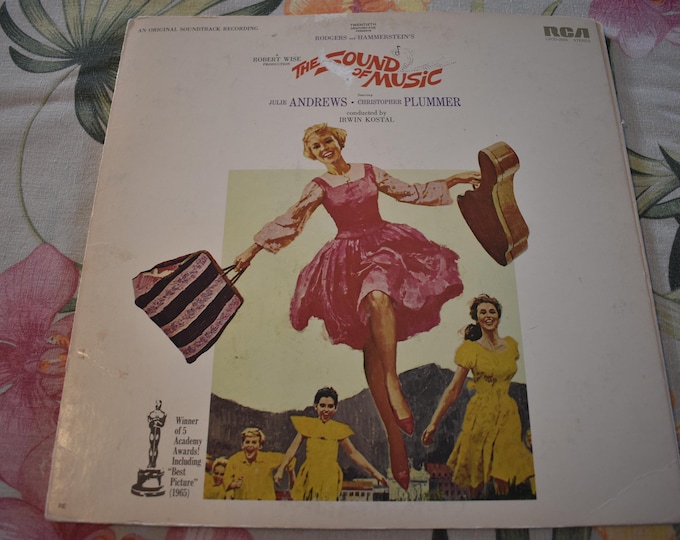 AN ORIGINAL SOUNDTRACK RECORDING
TWENTIETH
CENTURY-FOX
PRESENTS
RCA
STEREO
RODGERS AND HAMMERSTEIN'S
A
ROBERT WISE
PRODUCTION
THE SOUND
OF MUSIC
starring
JULIE ANDREWS • CHRISTOPHER PLUMMER
conducted by
IRWIN KOSTAL
Winner
of 5
Academy
Awards!
Including
"Best
Picture"
(1965)